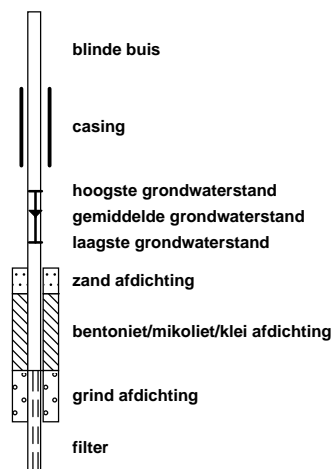 blinde buis
casing
hoogste grondwaterstand
gemiddelde grondwaterstand
laagste grondwaterstand
zand afdichting
bentoniet/mikoliet/klei afdichting
grind afdichting
filter